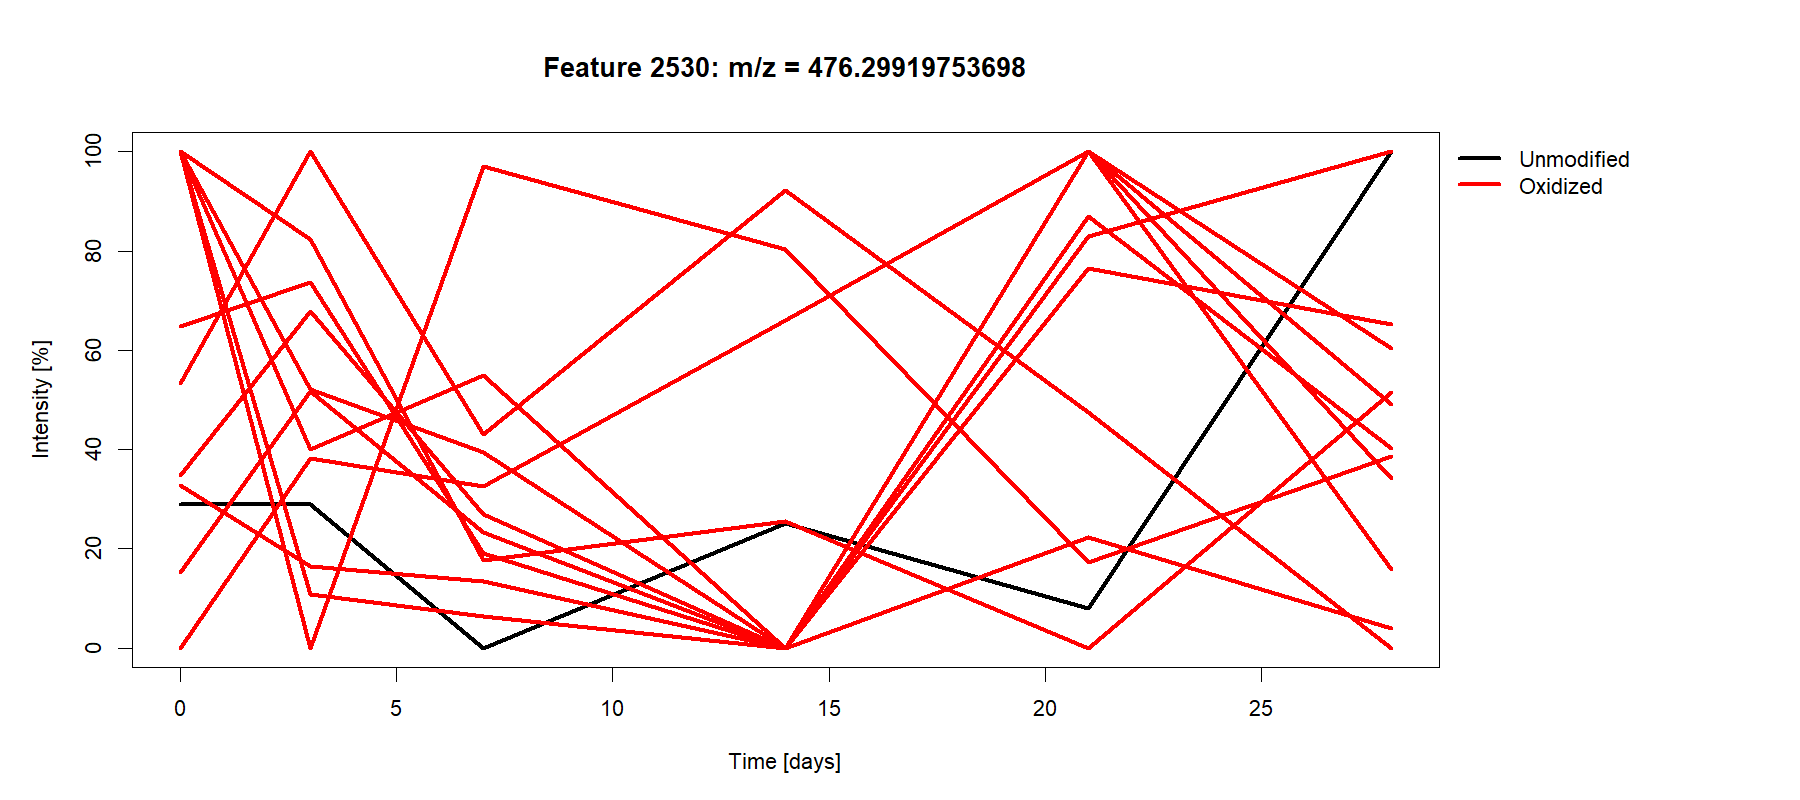 Feature 2530: m/z = 476.29919753698
Unmodified
Oxidized
Intensity [%]
100
80
60
40
20
0
0 5 10 15 20 25
Time [days]